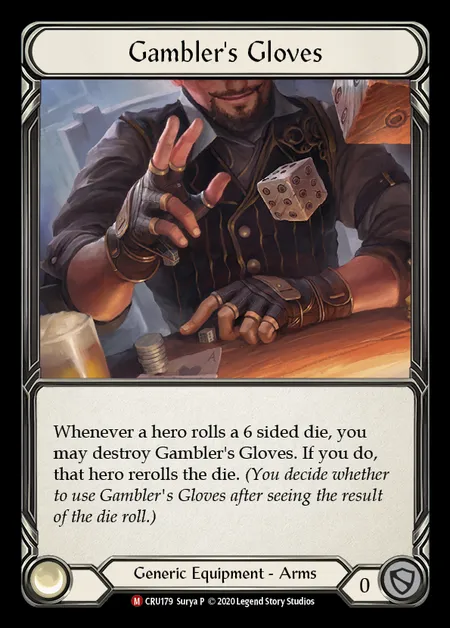 Gambler's Gloves
Whenever a hero rolls a 6 sided die, you
may destroy Gambler's Gloves. If you do,
that hero rerolls the die. (You decide whether
to use Gambler's Gloves after seeing the result
of the die roll.)
Generic Equipment - Arms
0
M CRU179 Surya P © 2020 Legend Story Studios